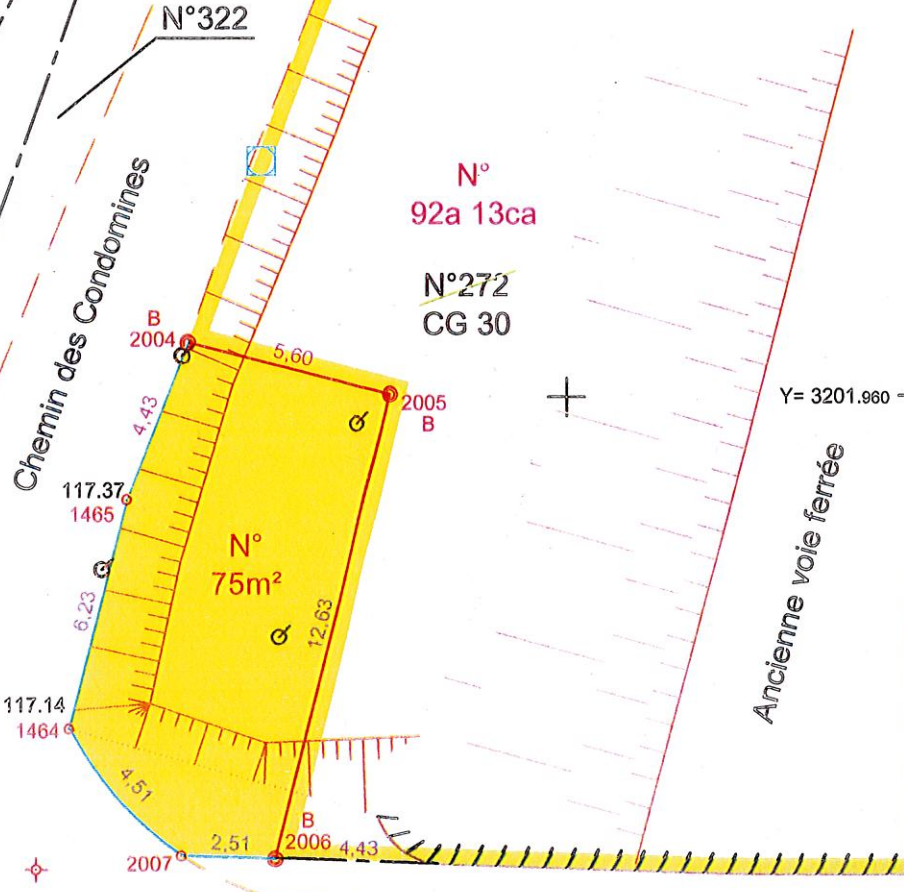 N°322
Chemin des Condomines
N°
92a 13ca
N°272
CG 30
B
2004
5,60
2005
B
Y= 3201.960
4,43
117.37
1465
N°
75m²
6,23
12,63
Ancienne voie ferrée
117.14
1464
4,51
2,51
B
2006
4,43
2007